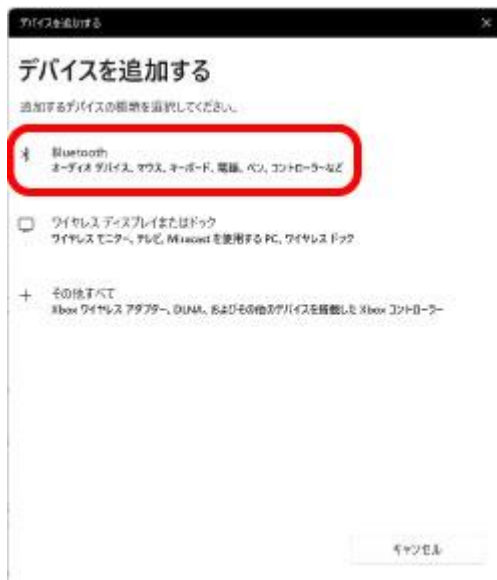 デバイスを追加する
デバイスを追加する
追加するデバイスの種類を選択してください。
Bluetooth
オーディオ デバイス、マウス、キーボード、電話、ペン、コントローラーなど
ワイヤレス ディスプレイまたはドック
ワイヤレス モニター、テレビ、Miracast を使用する PC、ワイヤレス ドック
その他すべて
Xbox ワイヤレス アダプター、DLNA、およびその他のデバイスを搭載した Xbox コントローラー
キャンセル